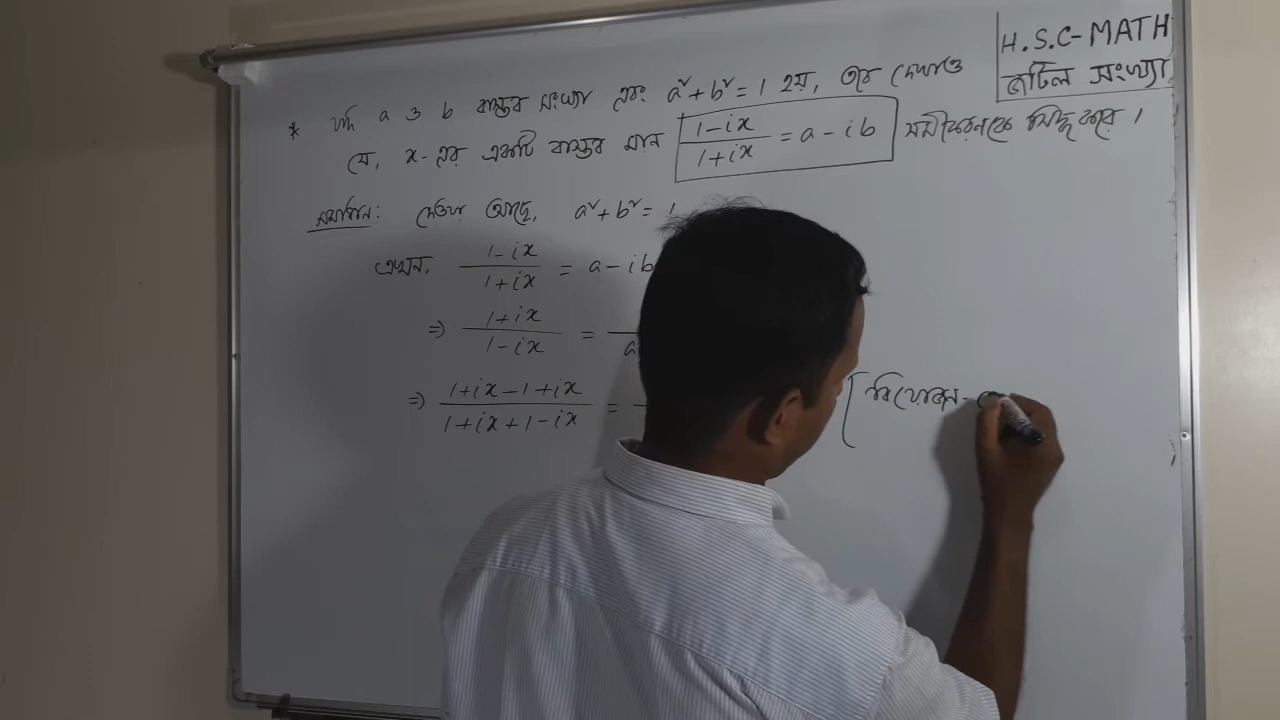 H.S.C-MATH
জটিল সংখ্যা
* যদি a ও b বাস্তব সংখ্যা এবং a²+b²=1 হয়, তবে দেখাও
যে, x-এর একটি বাস্তব মান (1-ix)/(1+ix) = a-ib সমীকরণকে সিদ্ধ করে।
সমাধান: দেওয়া আছে, a²+b²=1
এখন, (1-ix)/(1+ix) = a-ib
⇒ (1+ix)/(1-ix) =
⇒ (1+ix-1+ix)/(1+ix+1-ix) = [বিয়োজন-